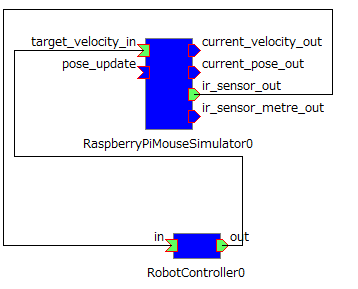 target_velocity_in
current_velocity_out
pose_update
current_pose_out
ir_sensor_out
ir_sensor_metre_out
RaspberryPiMouseSimulator0
in
out
RobotController0